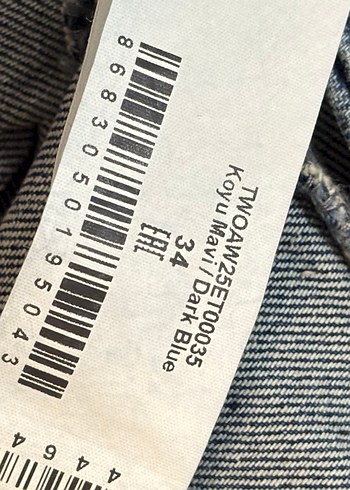 TWOAW25ET00035
Koyu Mavi / Dark Blue
34
EAC
8683050195043